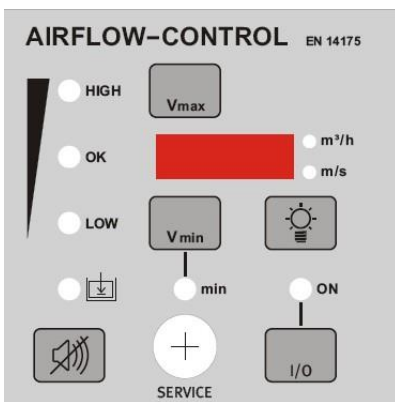 AIRFLOW-CONTROL EN 14175
HIGH
Vmax
m³/h
OK
m/s
LOW
Vmin
min
ON
I/O
SERVICE